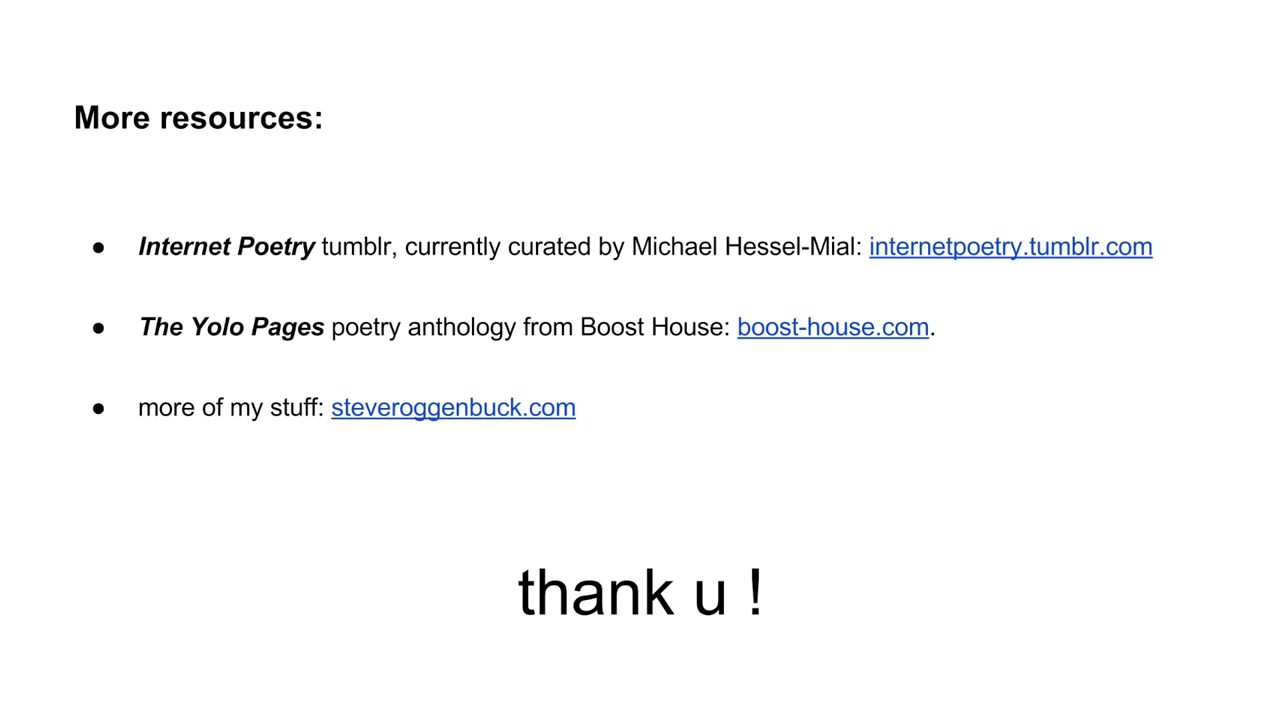 More resources:
● Internet Poetry tumblr, currently curated by Michael Hessel-Mial: internetpoetry.tumblr.com
● The Yolo Pages poetry anthology from Boost House: boost-house.com.
● more of my stuff: steveroggenbuck.com
thank u !